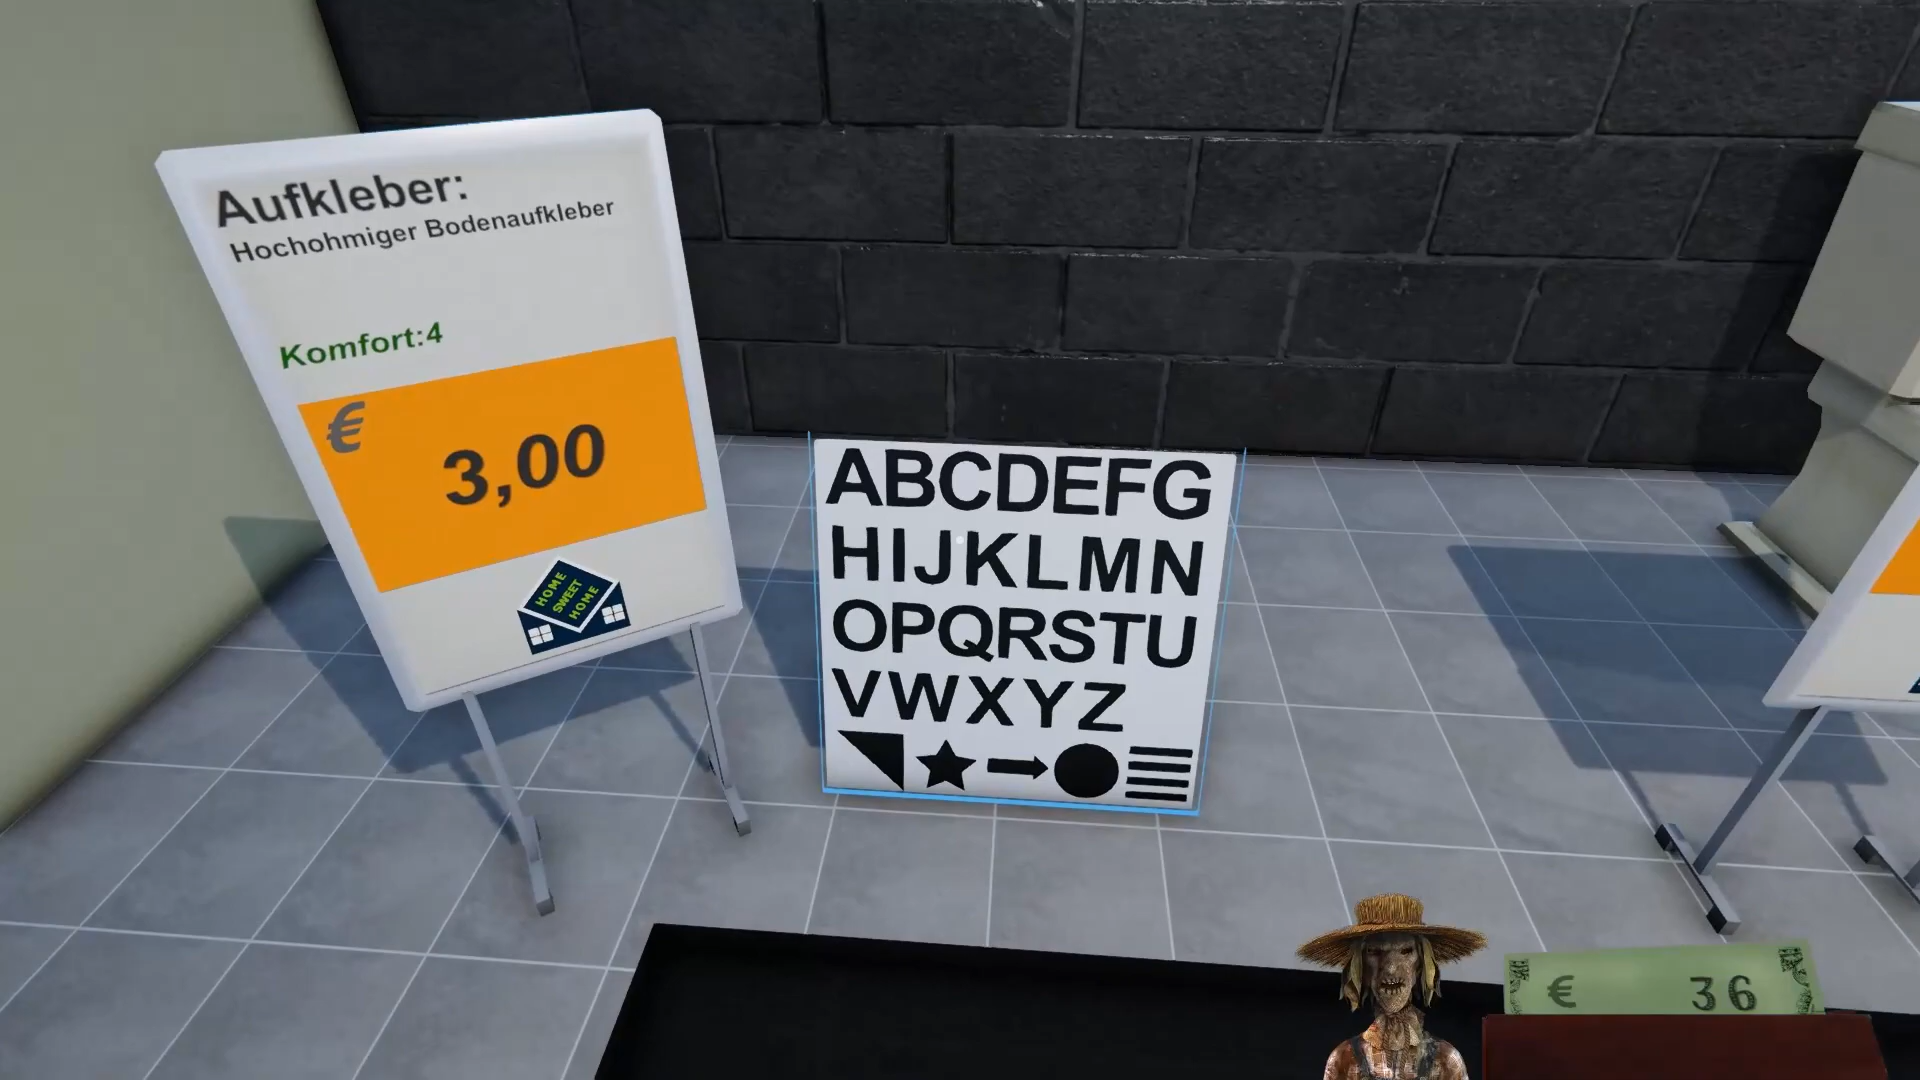 Aufkleber:
Hochohmiger Bodenaufkleber
Komfort:4
€
3,00
HOME
SWEET
HOME
ABCDEFG
HIJKLMN
OPQRSTU
VWXYZ
€ 36